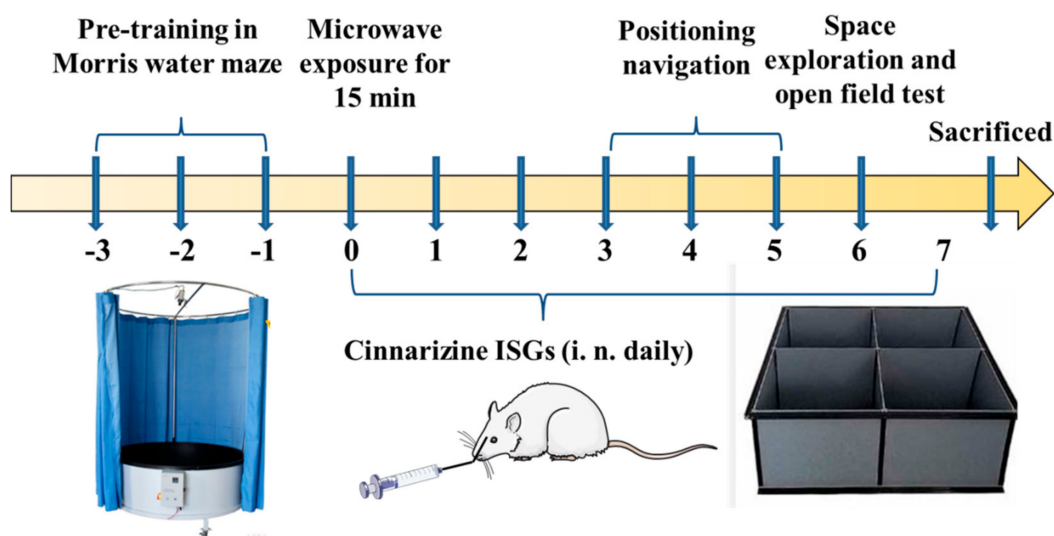 Pre-training in
Morris water maze
Microwave
exposure for
15 min
Positioning
navigation
Space
exploration and
open field test
Sacrificed
-3 -2 -1 0 1 2 3 4 5 6 7
Cinnarizine ISGs (i. n. daily)